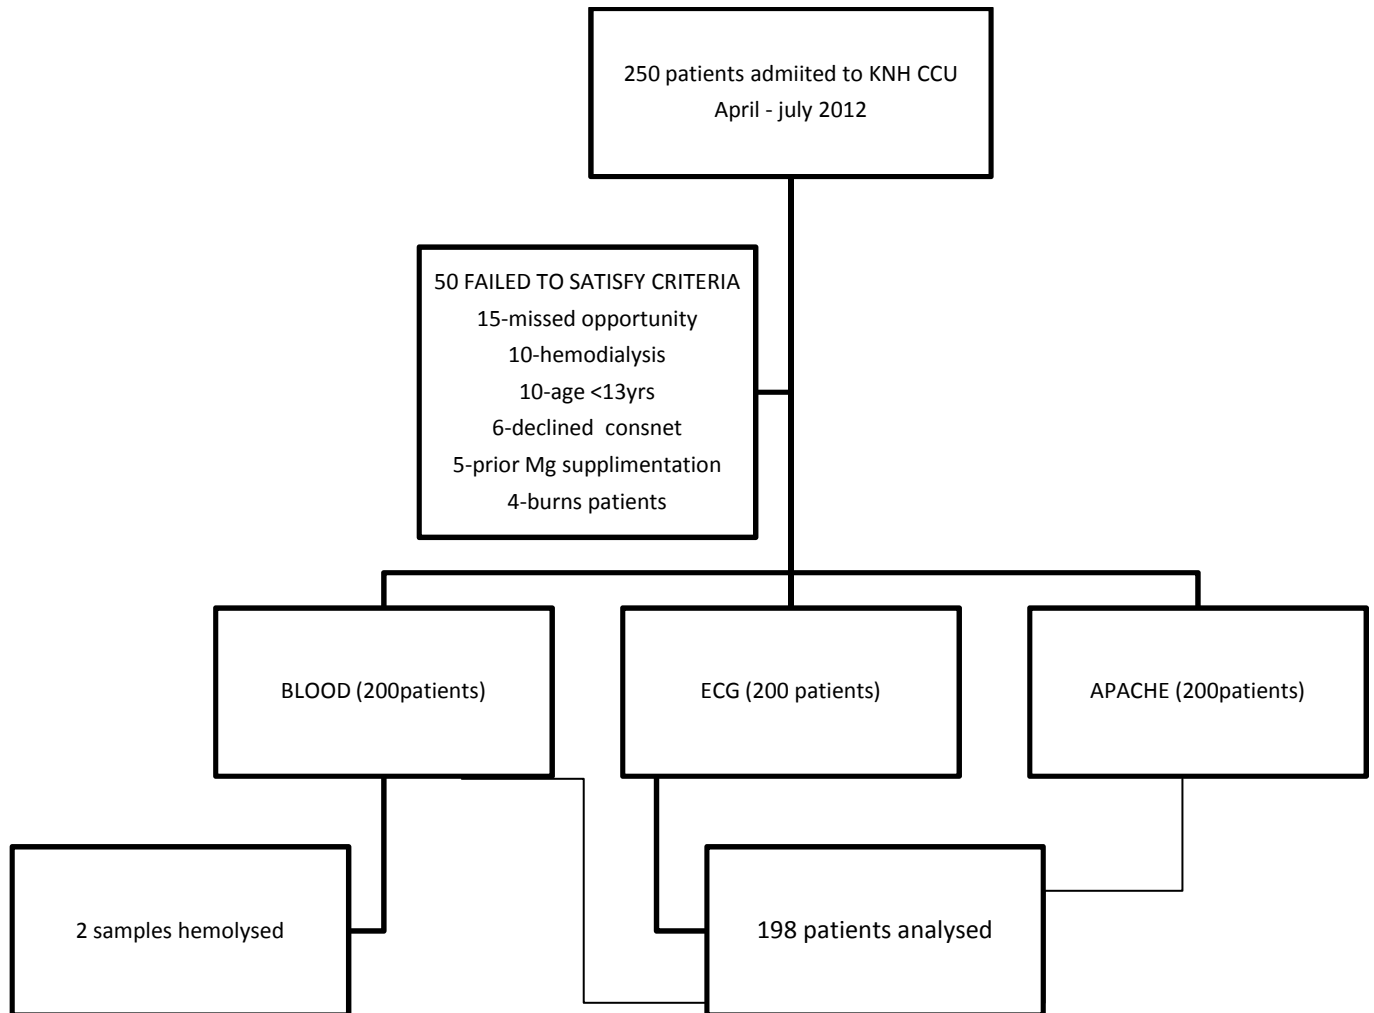 250 patients admiited to KNH CCU
April - july 2012
50 FAILED TO SATISFY CRITERIA
15-missed opportunity
10-hemodialysis
10-age <13yrs
6-declined  consnet
5-prior Mg supplimentation
4-burns patients
BLOOD (200patients)
ECG (200 patients)
APACHE (200patients)
2 samples hemolysed
198 patients analysed